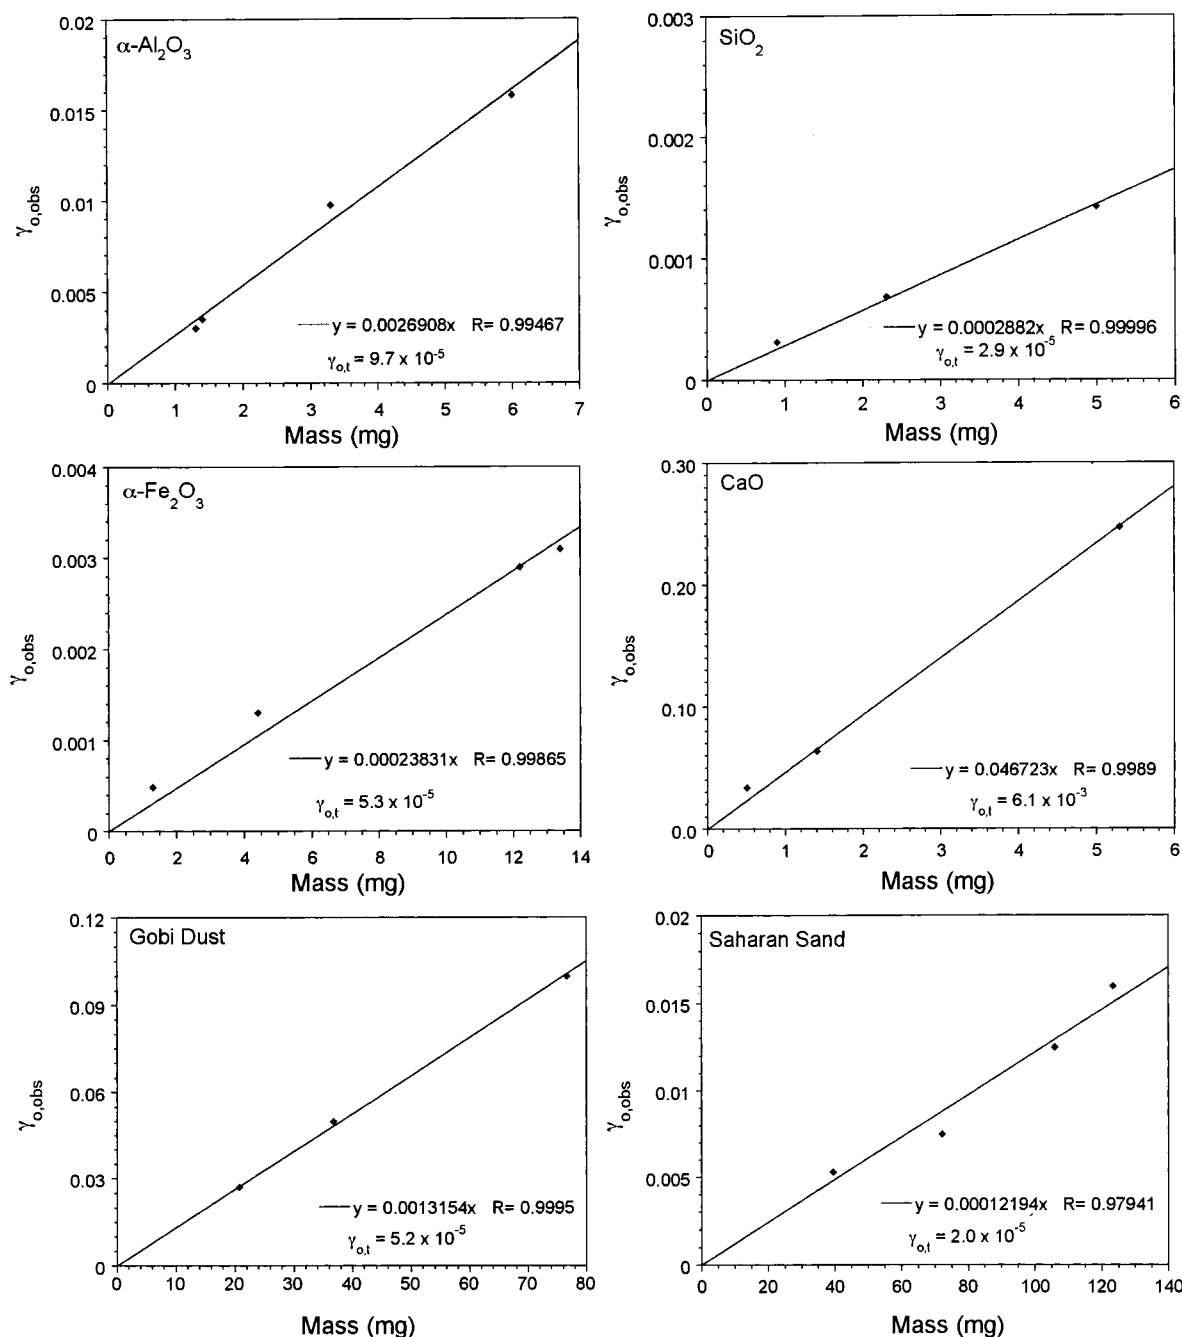 α-Al2O3
γo,obs
0.02
0.015
0.01
0.005
0
y = 0.0026908x R= 0.99467
γo,t = 9.7 x 10-5
0 1 2 3 4 5 6 7
Mass (mg)
SiO2
γo,obs
0.003
0.002
0.001
0.000
y = 0.0002882x R= 0.99996
γo,t = 2.9 x 10-5
0 1 2 3 4 5 6
Mass (mg)
α-Fe2O3
γo,obs
0.004
0.003
0.002
0.001
0
y = 0.00023831x R= 0.99865
γo,t = 5.3 x 10-5
0 2 4 6 8 10 12 14
Mass (mg)
CaO
γo,obs
0.30
0.20
0.10
0.0
y = 0.046723x R= 0.9989
γo,t = 6.1 x 10-3
0 1 2 3 4 5 6
Mass (mg)
Gobi Dust
γo,obs
0.12
0.09
0.06
0.03
0
y = 0.0013154x R= 0.9995
γo,t = 5.2 x 10-5
0 10 20 30 40 50 60 70 80
Mass (mg)
Saharan Sand
γo,obs
0.02
0.015
0.01
0.005
0
y = 0.00012194x R= 0.97941
γo,t = 2.0 x 10-5
0 20 40 60 80 100 120 140
Mass (mg)